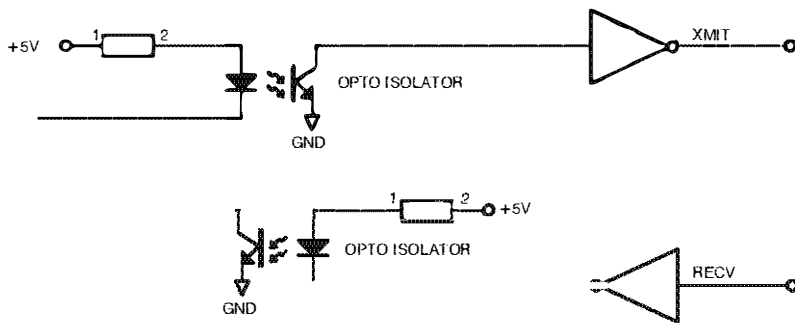 XMIT
+5V 1 2
OPTO ISOLATOR
GND
1 2 +5V
OPTO ISOLATOR
RECV
GND